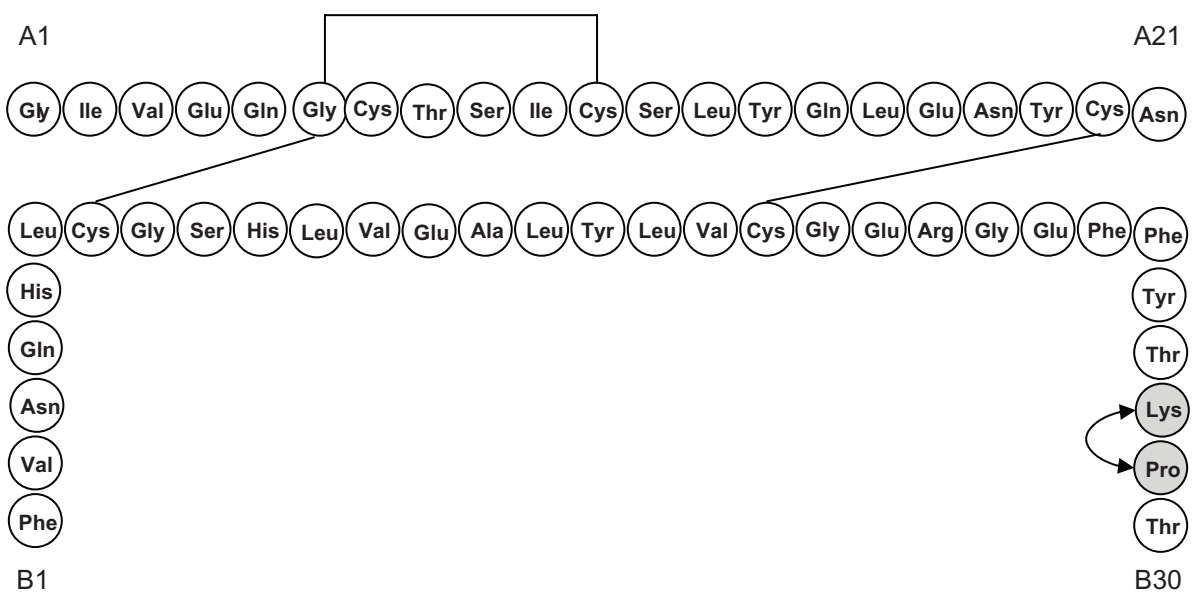 A1 A21
Gly Ile Val Glu Gln Gly Cys Thr Ser Ile Cys Ser Leu Tyr Gln Leu Glu Asn Tyr Cys Asn
Leu Cys Gly Ser His Leu Val Glu Ala Leu Tyr Leu Val Cys Gly Glu Arg Gly Glu Phe Phe
His Tyr
Gln Thr
Asn Lys
Val Pro
Phe Thr
B1 B30